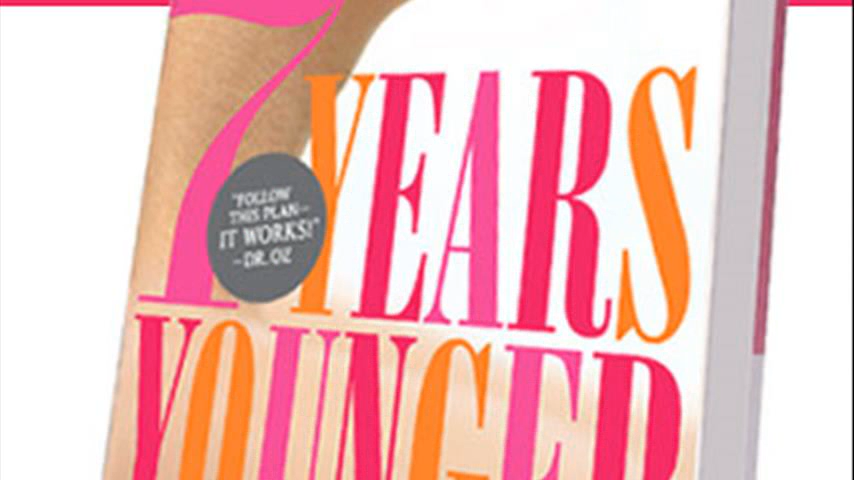 7 YEARS
"FOLLOW
THIS PLAN—
IT WORKS!"
—DR. OZ
YOUNGER